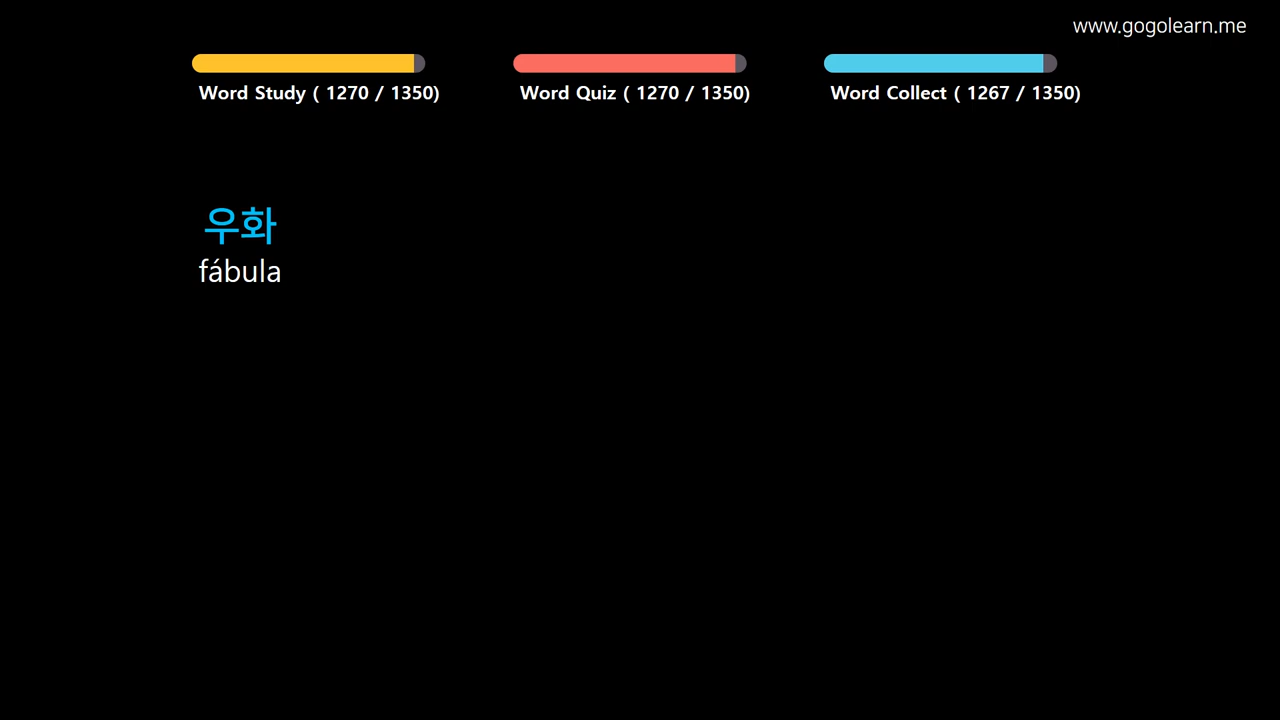 www.gogolearn.me
Word Study ( 1270 / 1350)
Word Quiz ( 1270 / 1350)
Word Collect ( 1267 / 1350)
우화
fábula